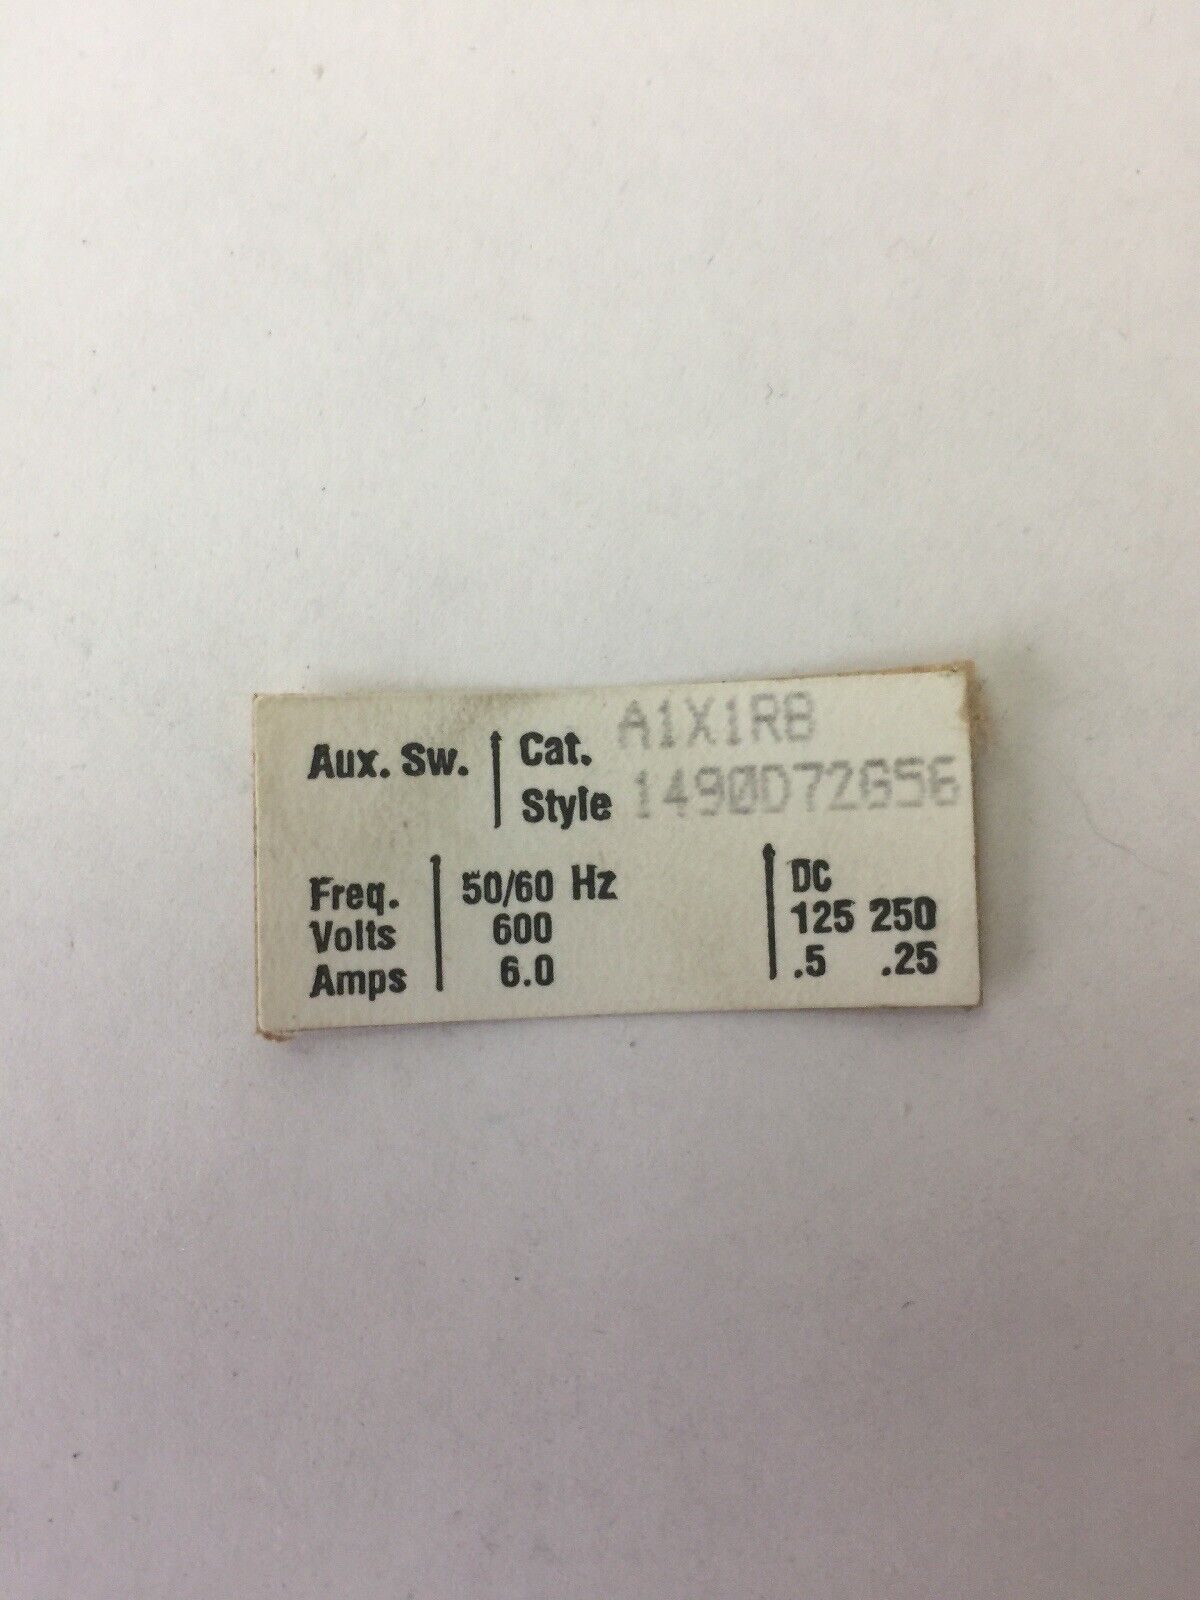 Aux. Sw. Cat. A1X1RB
Style 1490D72G56
Freq. 50/60 Hz DC
Volts 600 125 250
Amps 6.0 .5 .25